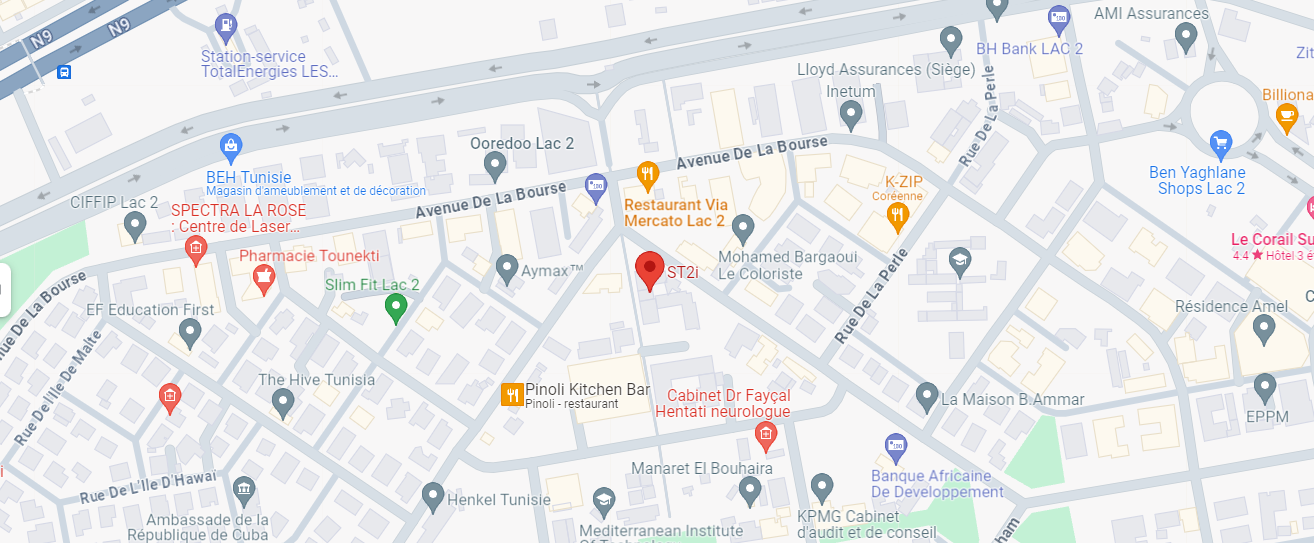 N9
N9
Station-service
TotalEnergies LES...
AMI Assurances
BH Bank LAC 2
Lloyd Assurances (Siège)
Inetum
Zit
Billiona
Rue De La Perle
Ooredoo Lac 2
Avenue De La Bourse
BEH Tunisie
Magasin d'ameublement et de décoration
Ben Yaghlane
Shops Lac 2
K-ZIP
Coréenne
Avenue De La Bourse
CIFFIP Lac 2
SPECTRA LA ROSE
: Centre de Laser...
Restaurant Via
Mercato Lac 2
Le Corail Su
4.4 ★ Hôtel 3 é
Pharmacie Tounekti
Mohamed Bargaoui
Le Coloriste
Aymax™
ST2i
Slim Fit Lac 2
nue De La Bourse
EF Education First
Rue De La Perle
Résidence Amel
C
Rue De l'Ile De Malte
The Hive Tunisia
Pinoli Kitchen Bar
Pinoli - restaurant
Cabinet Dr Fayçal
Hentati neurologue
La Maison B.Ammar
EPPM
i
Manaret El Bouhaira
Banque Africaine
De Developpement
Rue De L'Ile D'Hawaï
Henkel Tunisie
Ambassade de la
République de Cuba
Mediterranean Institute
KPMG Cabinet
d'audit et de conseil
ham